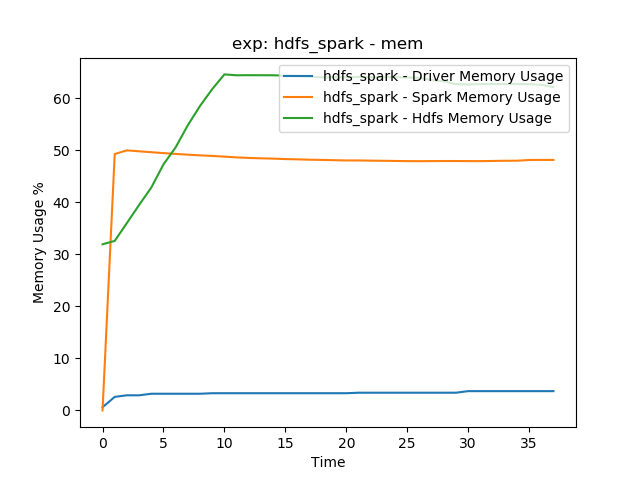 exp: hdfs_spark - mem
hdfs_spark - Driver Memory Usage
hdfs_spark - Spark Memory Usage
hdfs_spark - Hdfs Memory Usage
Memory Usage %
60
50
40
30
20
10
0
0 5 10 15 20 25 30 35
Time